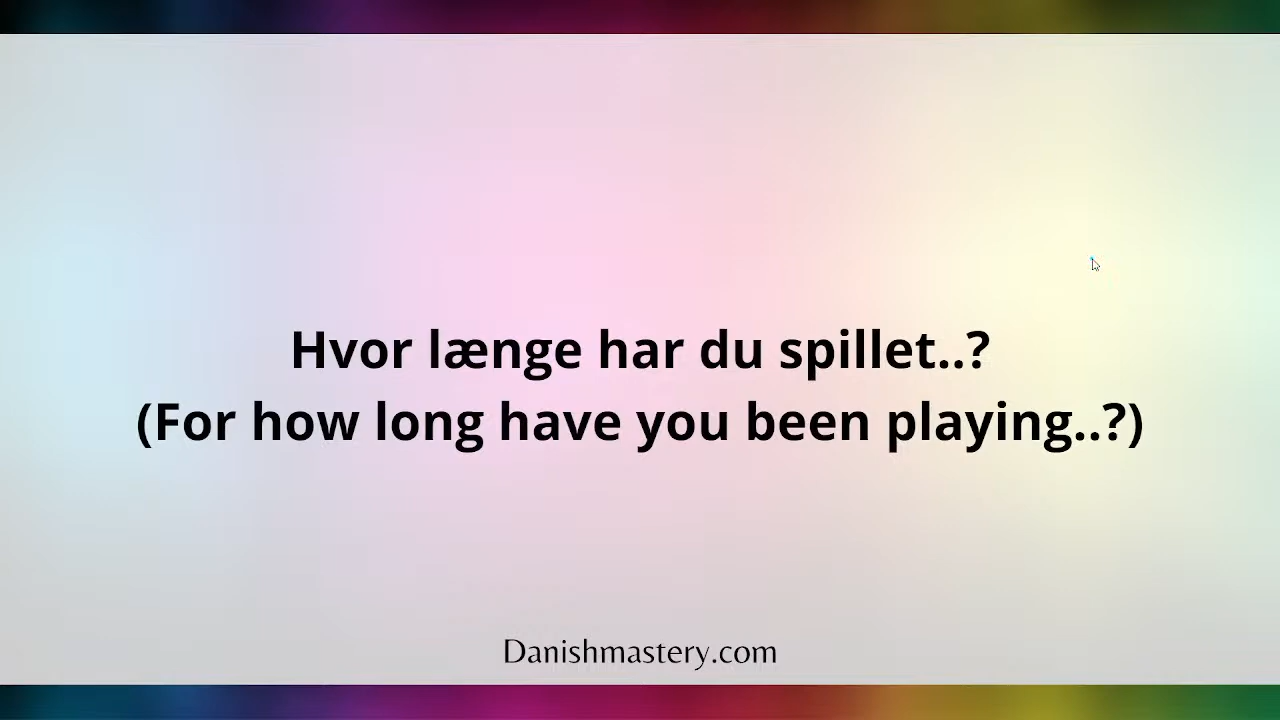 Hvor længe har du spillet..?
(For how long have you been playing..?)
Danishmastery.com